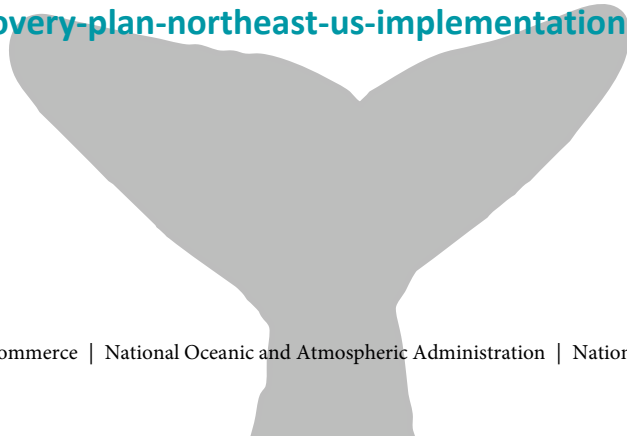 overy-plan-northeast-us-implementation
ommerce | National Oceanic and Atmospheric Administration | Nation